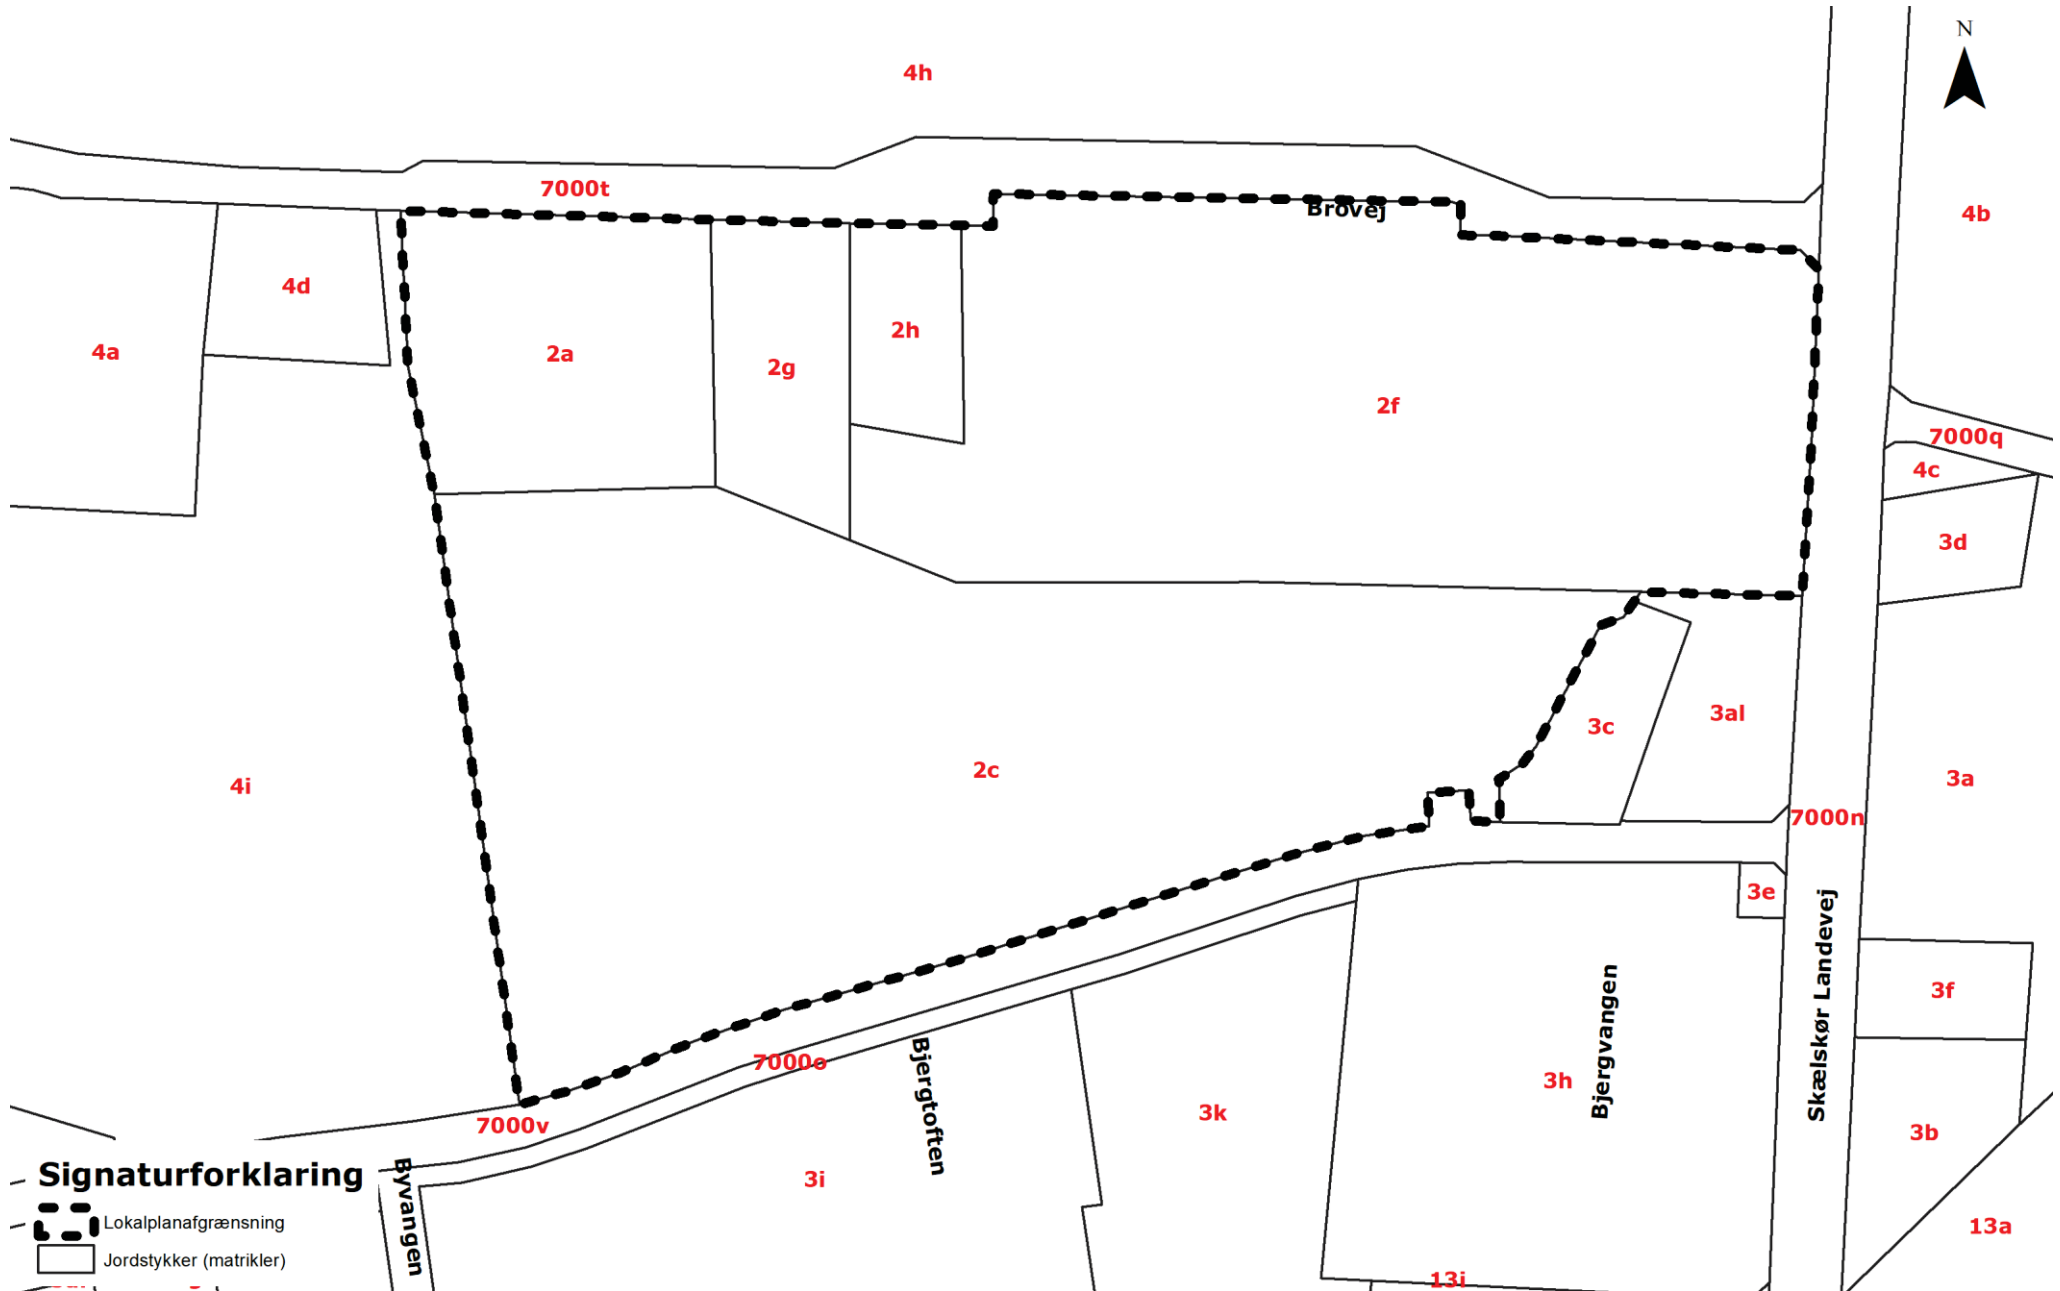 N
4h
7000t
Brovej
4b
4d
4a
2a
2g
2h
2f
7000q
4c
3d
3c
3al
2c
4i
3a
7000n
3e
Skælskør Landevej
3f
Bjergvangen
7000o
Bjergtoften
3h
3k
7000v
3b
3i
Byvangen
13a
13i
Signaturforklaring
Lokalplanafgrænsning
Jordstykker (matrikler)